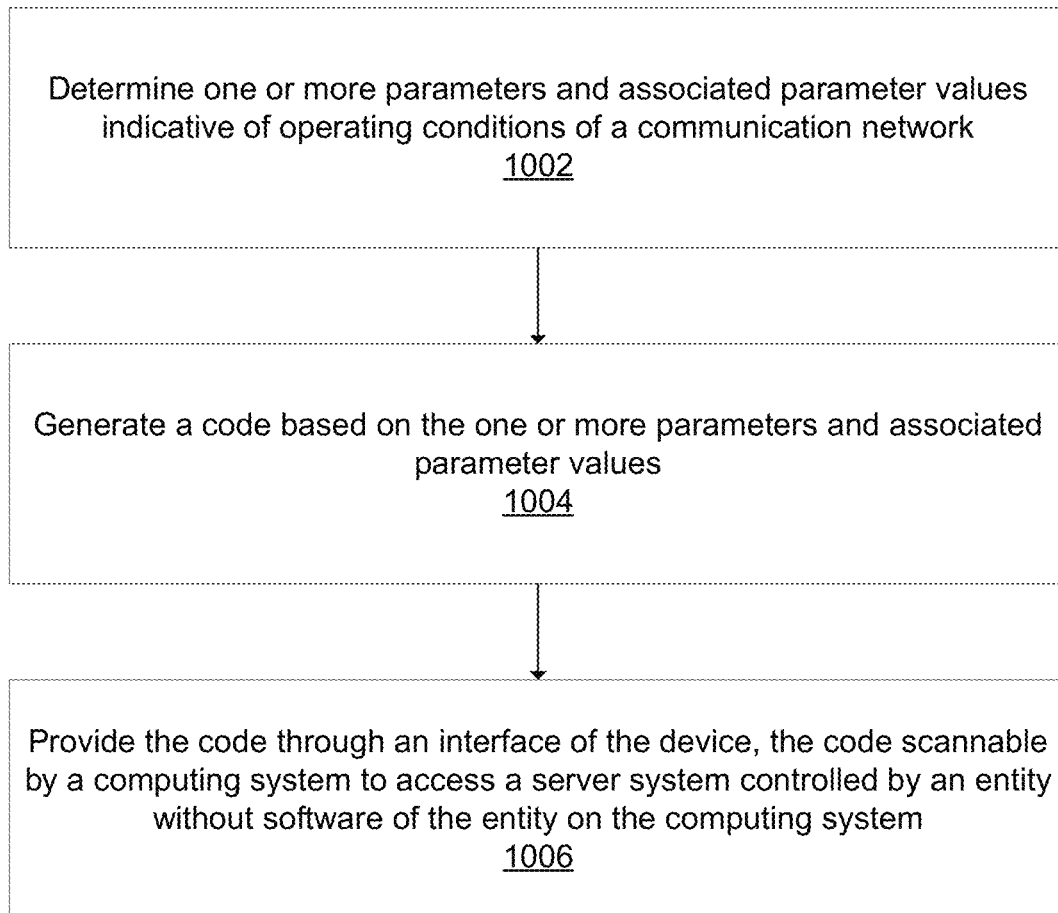 Determine one or more parameters and associated parameter values
indicative of operating conditions of a communication network
1002
Generate a code based on the one or more parameters and associated
parameter values
1004
Provide the code through an interface of the device, the code scannable
by a computing system to access a server system controlled by an entity
without software of the entity on the computing system
1006